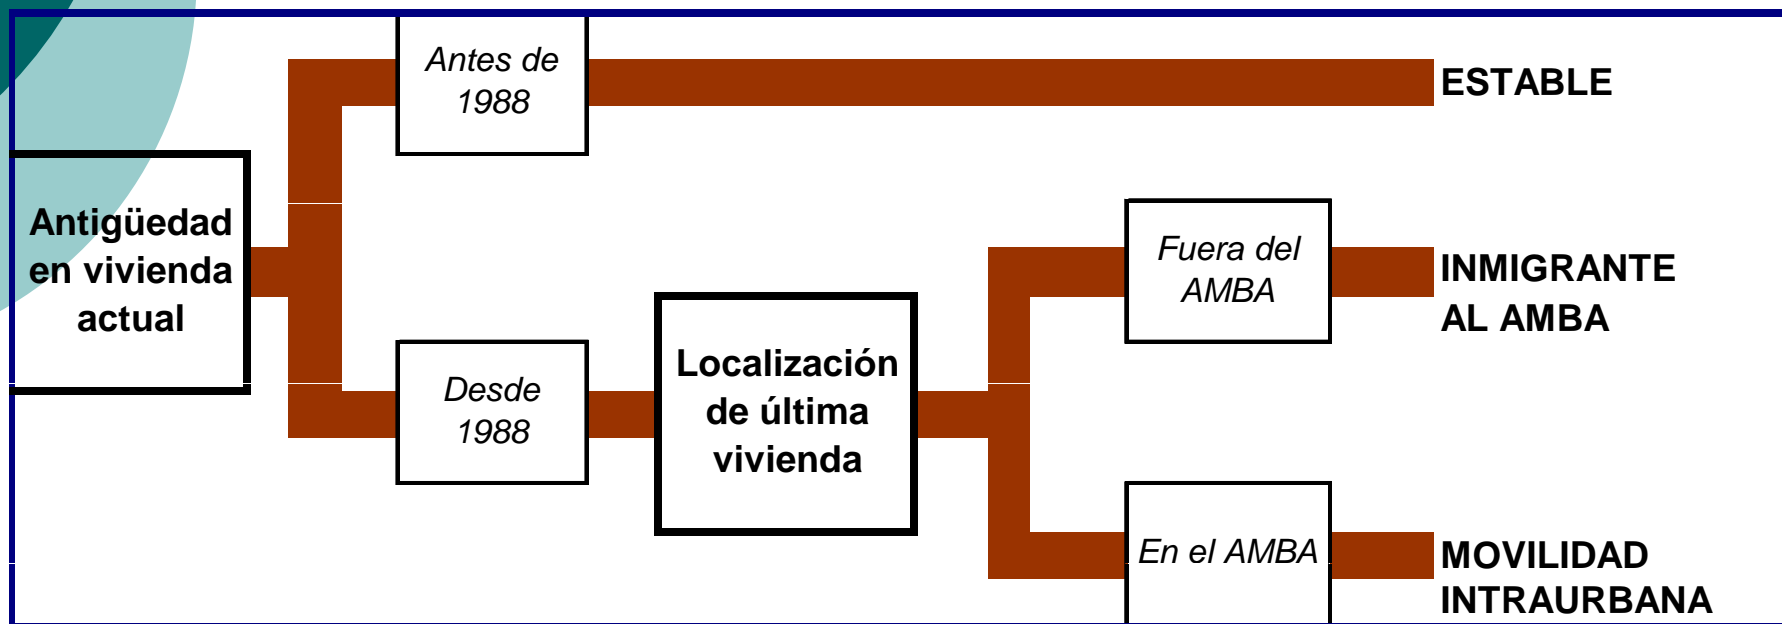 Antigüedad
en vivienda
actual
Antes de
1988
ESTABLE
Desde
1988
Localización
de última
vivienda
Fuera del
AMBA
INMIGRANTE
AL AMBA
En el AMBA
MOVILIDAD
INTRAURBANA